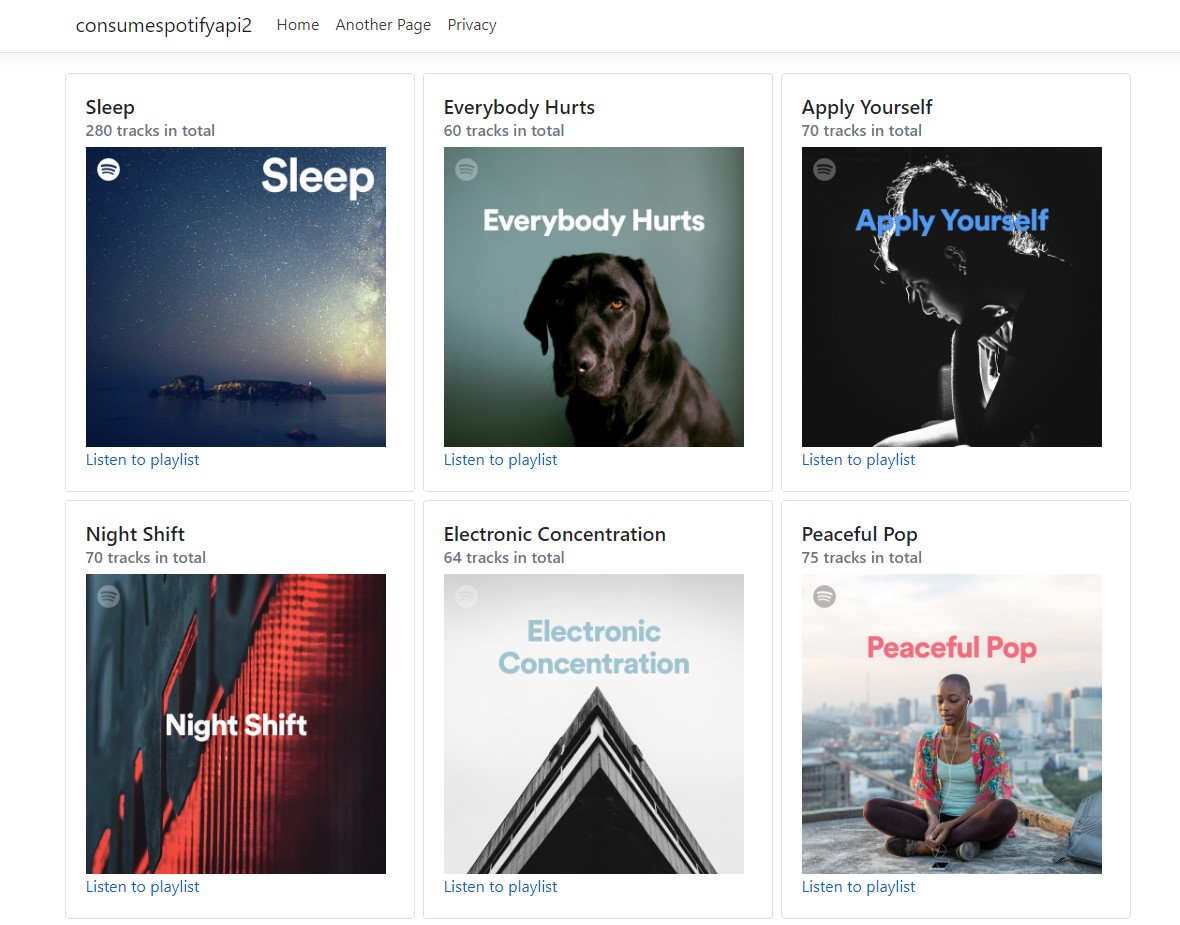 consumespotifyapi2 Home Another Page Privacy
Sleep
280 tracks in total
Sleep
Listen to playlist
Everybody Hurts
60 tracks in total
Everybody Hurts
Listen to playlist
Apply Yourself
70 tracks in total
Apply Yourself
Listen to playlist
Night Shift
70 tracks in total
Night Shift
Listen to playlist
Electronic Concentration
64 tracks in total
Electronic
Concentration
Listen to playlist
Peaceful Pop
75 tracks in total
Peaceful Pop
Listen to playlist